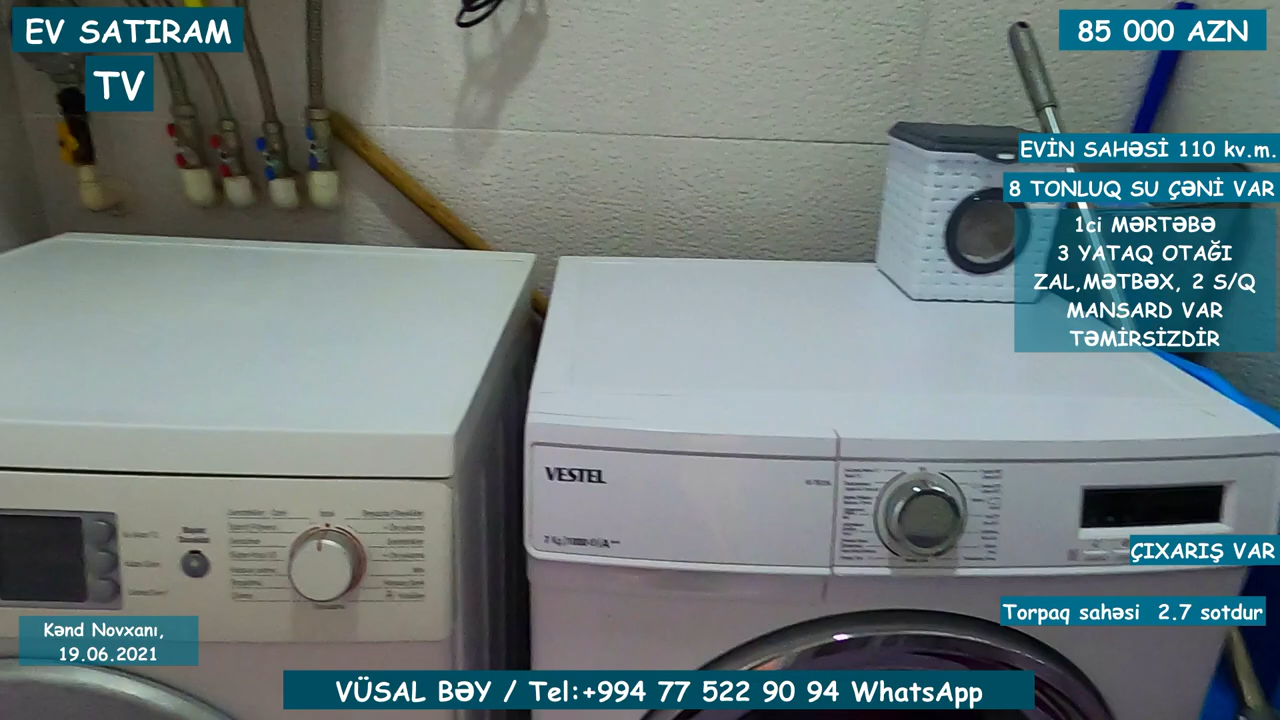 EV SATIRAM
TV
85 000 AZN
EVİN SAHƏSİ 110 kv.m.
8 TONLUQ SU ÇƏNİ VAR
1ci MƏRTƏBƏ
3 YATAQ OTAĞI
ZAL,MƏTBƏX, 2 S/Q
MANSARD VAR
TƏMİRSİZDİR
VESTEL
ÇIXARIŞ VAR
Torpaq sahəsi 2.7 sotdur
Kənd Novxanı,
19.06.2021
VÜSAL BƏY / Tel:+994 77 522 90 94 WhatsApp